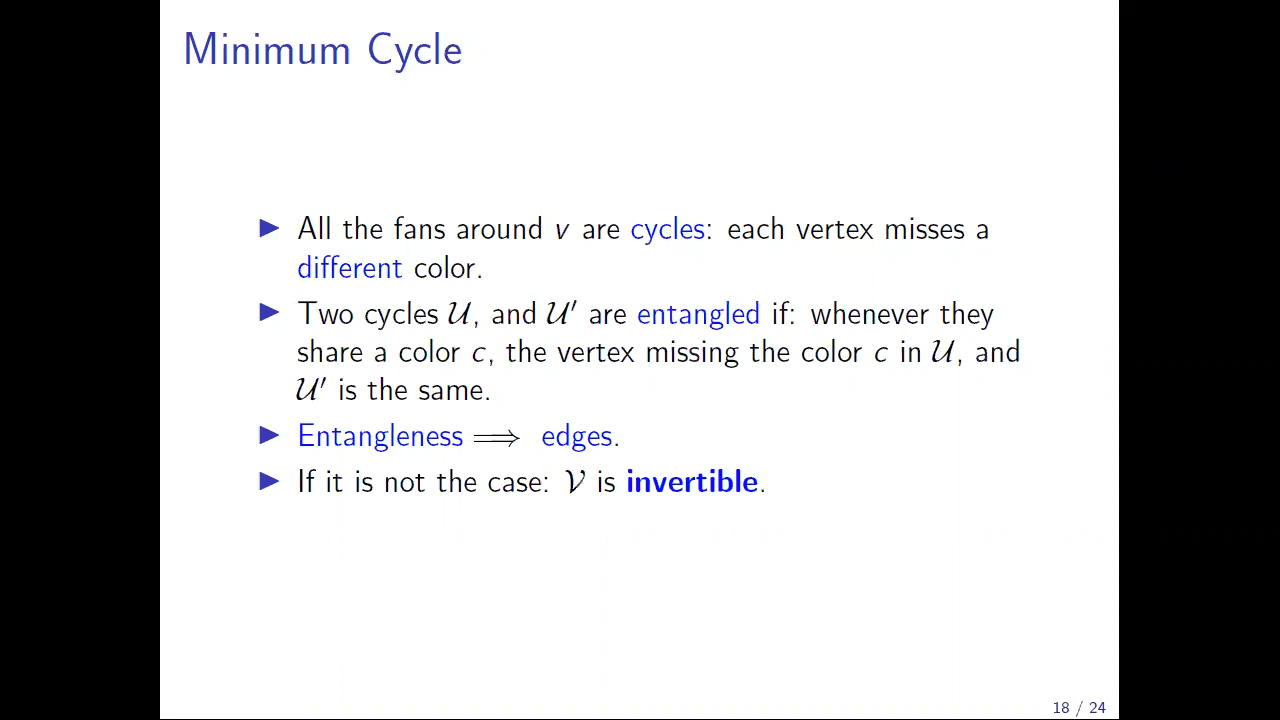 Minimum Cycle
▶ All the fans around v are cycles: each vertex misses a
different color.
▶ Two cycles 𝒰, and 𝒰′ are entangled if: whenever they
share a color c, the vertex missing the color c in 𝒰, and
𝒰′ is the same.
▶ Entangleness ⟹ edges.
▶ If it is not the case: 𝒱 is invertible.
18 / 24